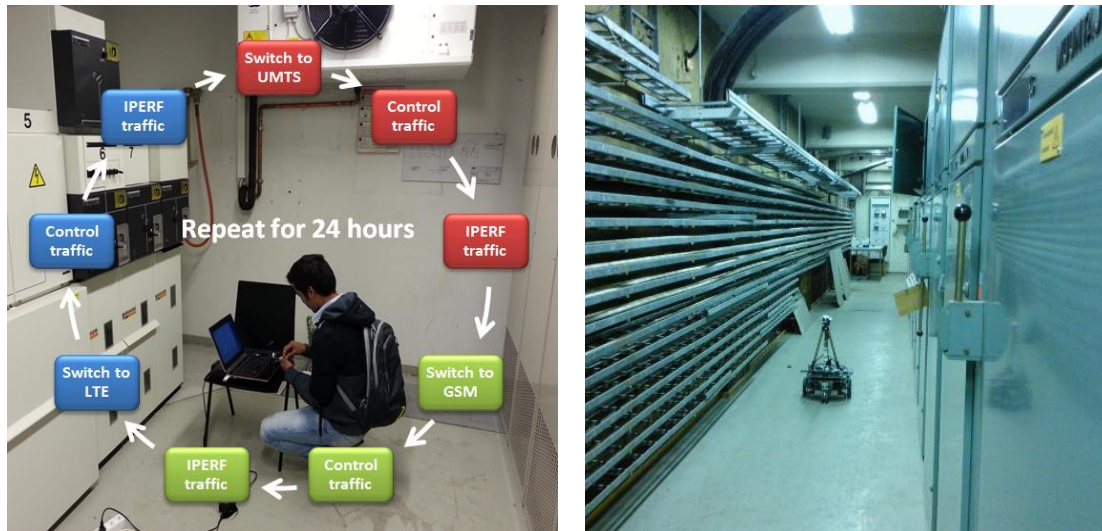 Switch to
UMTS
Control
traffic
IPERF
traffic
Switch to
GSM
Control
traffic
IPERF
traffic
Switch to
LTE
Control
traffic
IPERF
traffic
Repeat for 24 hours
5
6
7